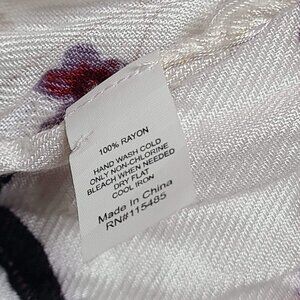 100% RAYON
HAND WASH COLD
ONLY NON-CHLORINE
BLEACH WHEN NEEDED
DRY FLAT
COOL IRON
Made In China
RN#115485